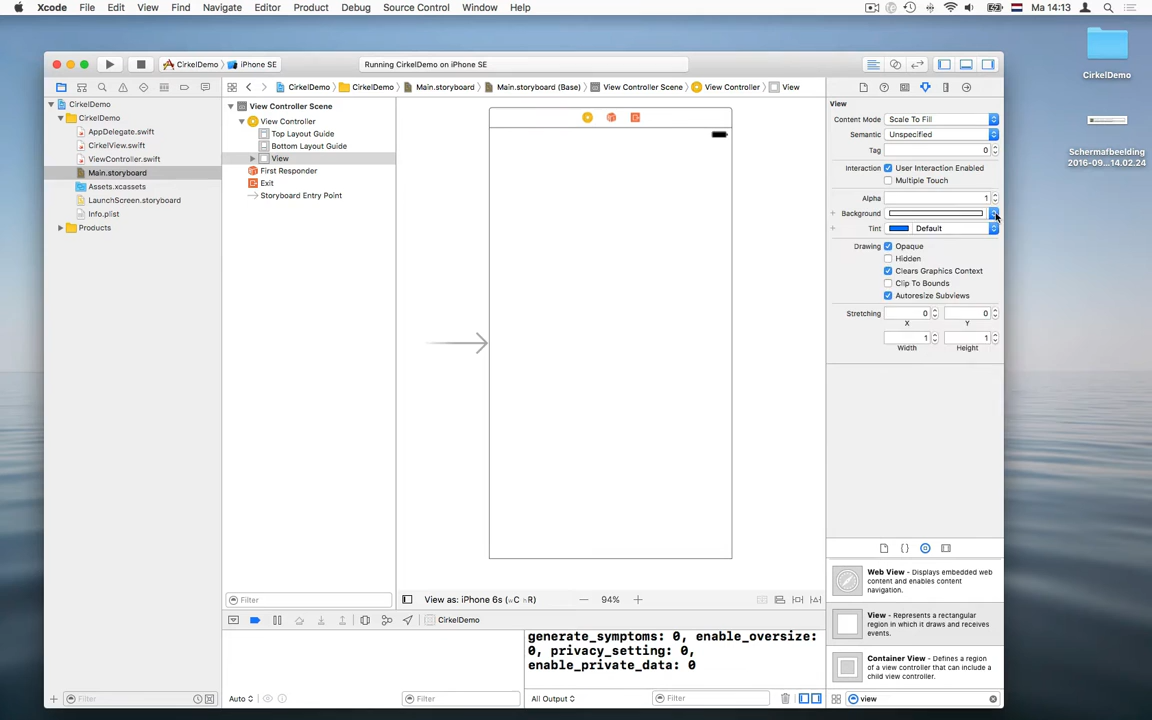 Xcode File Edit View Find Navigate Editor Product Debug Source Control Window Help Ma 14:13
CirkelDemo iPhone SE Running CirkelDemo on iPhone SE
CirkelDemo CirkelDemo Main.storyboard Main.storyboard (Base) View Controller Scene View Controller View
CirkelDemo
CirkelDemo
AppDelegate.swift
CirkelView.swift
ViewController.swift
Main.storyboard
Assets.xcassets
LaunchScreen.storyboard
Info.plist
Products
View Controller Scene
View Controller
Top Layout Guide
Bottom Layout Guide
View
First Responder
Exit
Storyboard Entry Point
View
Content Mode Scale To Fill
Semantic Unspecified
Tag 0
Interaction User Interaction Enabled
Multiple Touch
Alpha 1
Background
Tint Default
Drawing Opaque
Hidden
Clears Graphics Context
Clip To Bounds
Autoresize Subviews
Stretching 0 0
X Y
1 1
Width Height
CirkelDemo
Schermafbeelding
2016-09...14.02.24
Web View - Displays embedded web
content and enables content
navigation.
View - Represents a rectangular
region in which it draws and receives
events.
Container View - Defines a region
of a view controller that can include a
child view controller.
view
Filter
View as: iPhone 6s (wC hR) 94%
CirkelDemo
generate_symptoms: 0, enable_oversize:
0, privacy_setting: 0,
enable_private_data: 0
Filter
Auto
Filter
All Output
Filter